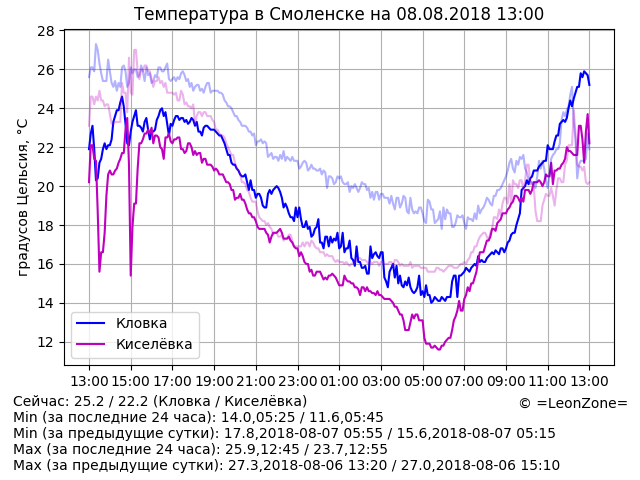 Температура в Смоленске на 08.08.2018 13:00
28
26
24
22
20
18
16
14
12
градусов Цельсия, °C
Кловка
Киселёвка
13:00 15:00 17:00 19:00 21:00 23:00 01:00 03:00 05:00 07:00 09:00 11:00 13:00
Сейчас: 25.2 / 22.2 (Кловка / Киселёвка)
© =LeonZone=
Min (за последние 24 часа): 14.0,05:25 / 11.6,05:45
Min (за предыдущие сутки): 17.8,2018-08-07 05:55 / 15.6,2018-08-07 05:15
Max (за последние 24 часа): 25.9,12:45 / 23.7,12:55
Max (за предыдущие сутки): 27.3,2018-08-06 13:20 / 27.0,2018-08-06 15:10